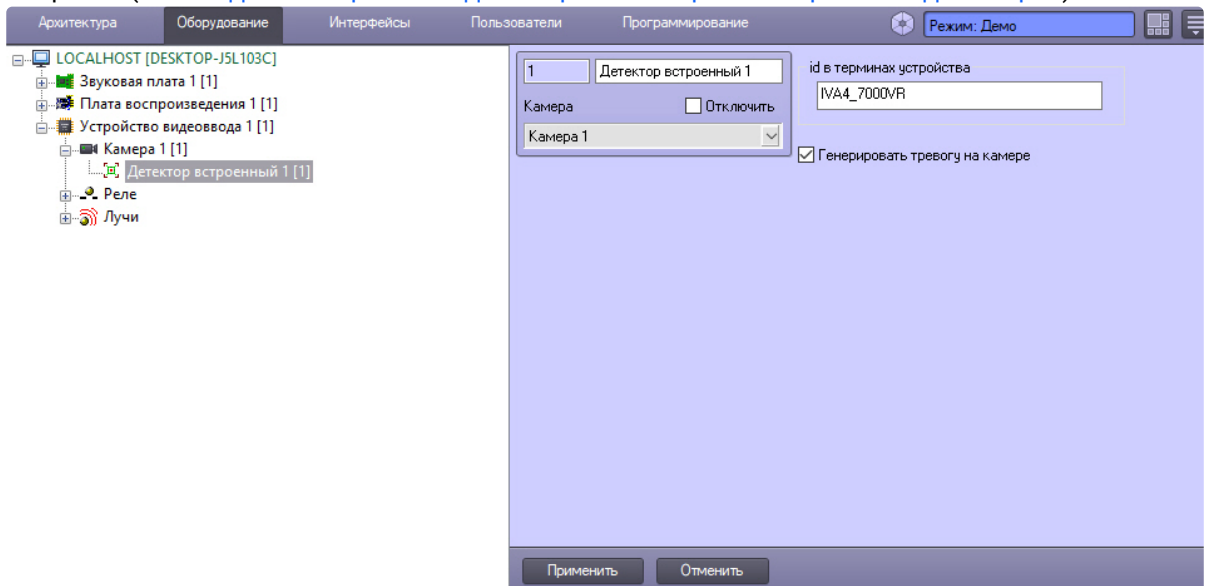 Архитектура Оборудование Интерфейсы Пользователи Программирование Режим: Демо
LOCALHOST [DESKTOP-J5L103C]
Звуковая плата 1 [1]
Плата воспроизведения 1 [1]
Устройство видеоввода 1 [1]
Камера 1 [1]
Детектор встроенный 1 [1]
Реле
Лучи
1 Детектор встроенный 1
Камера Отключить
Камера 1
id в терминах устройства
IVA4_7000VR
Генерировать тревогу на камере
Применить Отменить